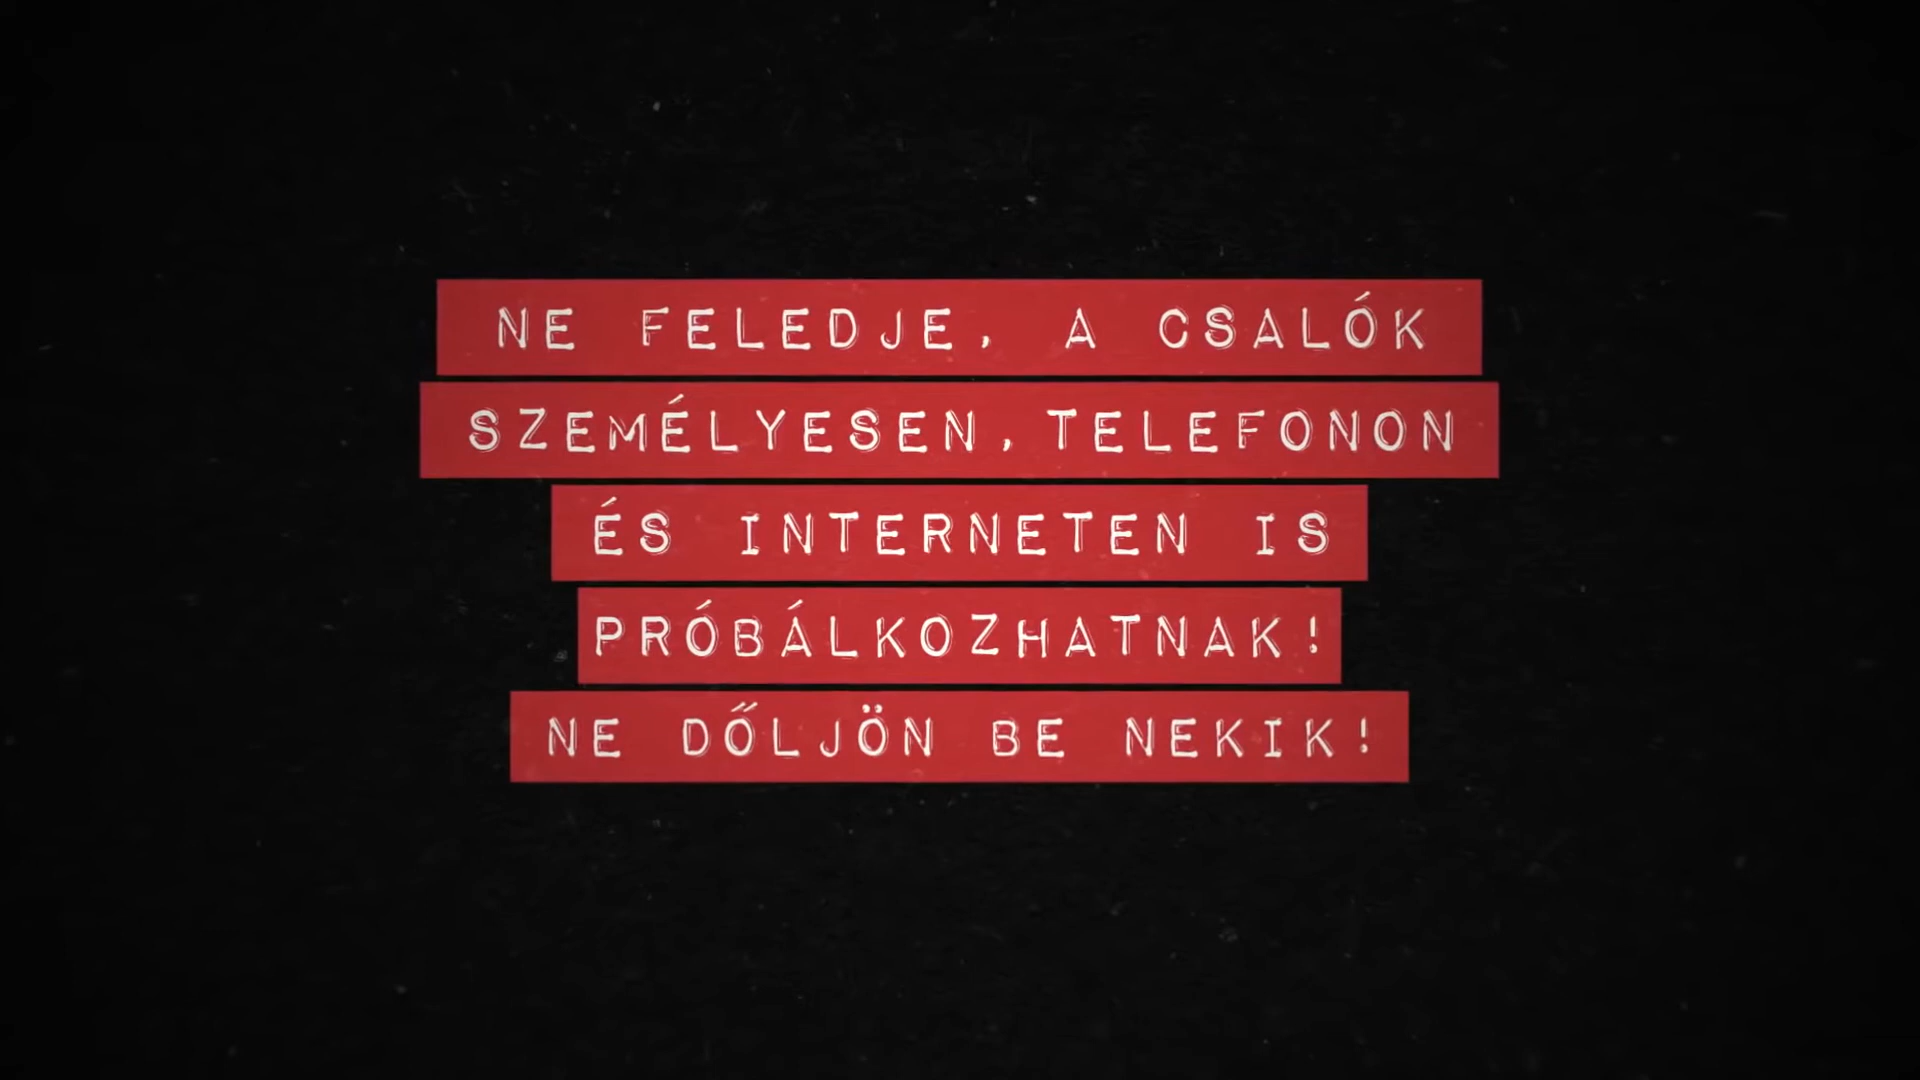 NE FELEDJE, A CSALÓK
SZEMÉLYESEN, TELEFONON
ÉS INTERNETEN IS
PRÓBÁLKOZHATNAK!
NE DŐLJÖN BE NEKIK!